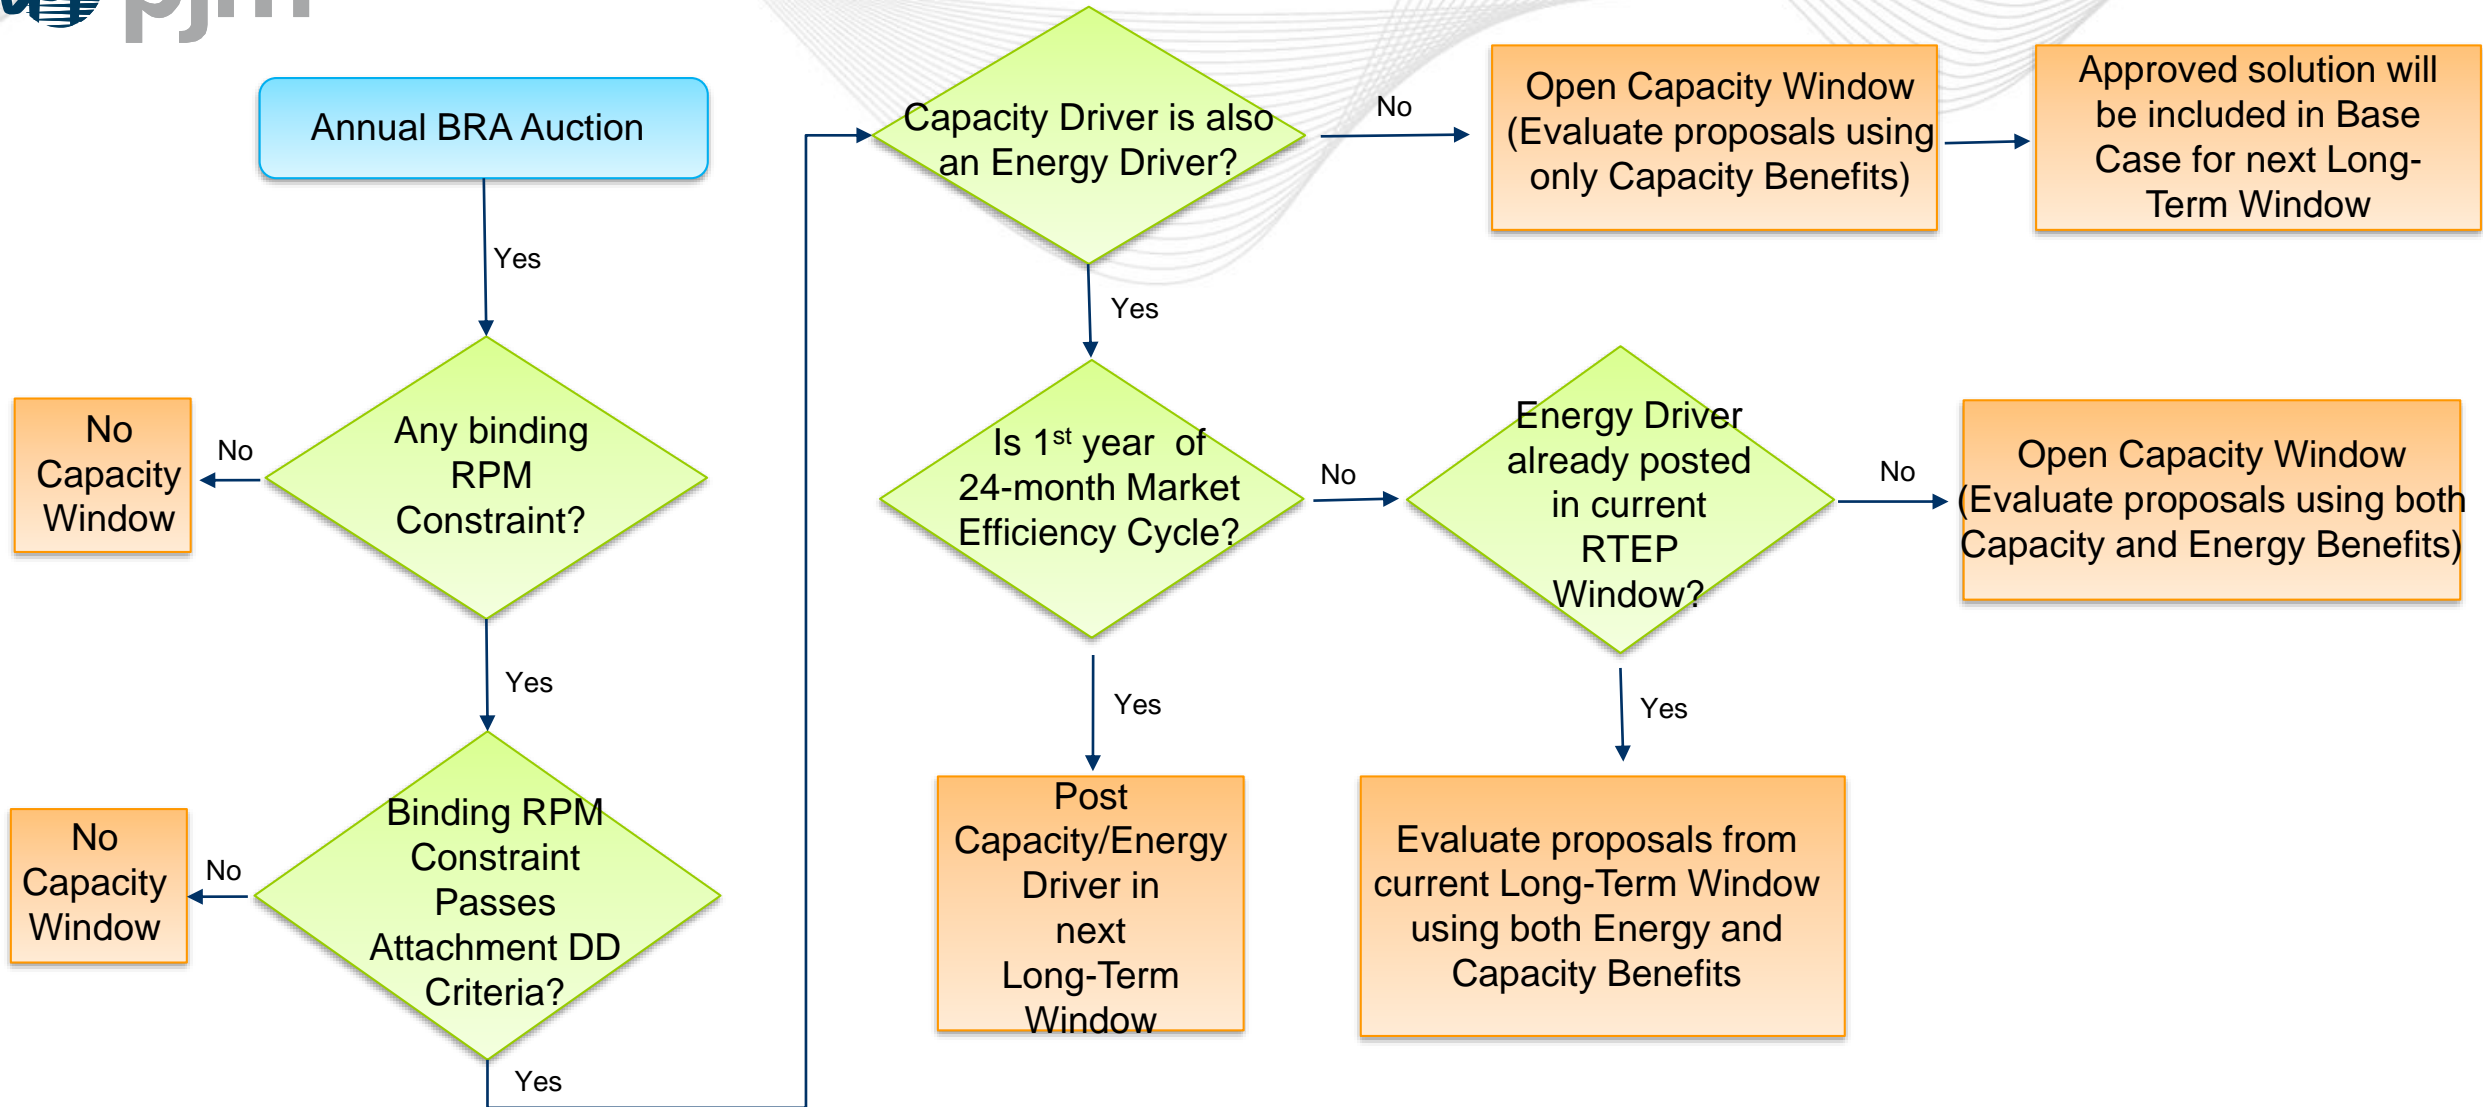 pjm
Annual BRA Auction
Yes
Any binding
RPM
Constraint?
No
No
Capacity
Window
Yes
Binding RPM
Constraint
Passes
Attachment DD
Criteria?
No
No
Capacity
Window
Yes
Capacity Driver is also
an Energy Driver?
No
Open Capacity Window
(Evaluate proposals using
only Capacity Benefits)
Approved solution will
be included in Base
Case for next Long-
Term Window
Yes
Is 1st year of
24-month Market
Efficiency Cycle?
No
Energy Driver
already posted
in current
RTEP
Window?
No
Open Capacity Window
(Evaluate proposals using both
Capacity and Energy Benefits)
Yes
Post
Capacity/Energy
Driver in
next
Long-Term
Window
Yes
Evaluate proposals from
current Long-Term Window
using both Energy and
Capacity Benefits